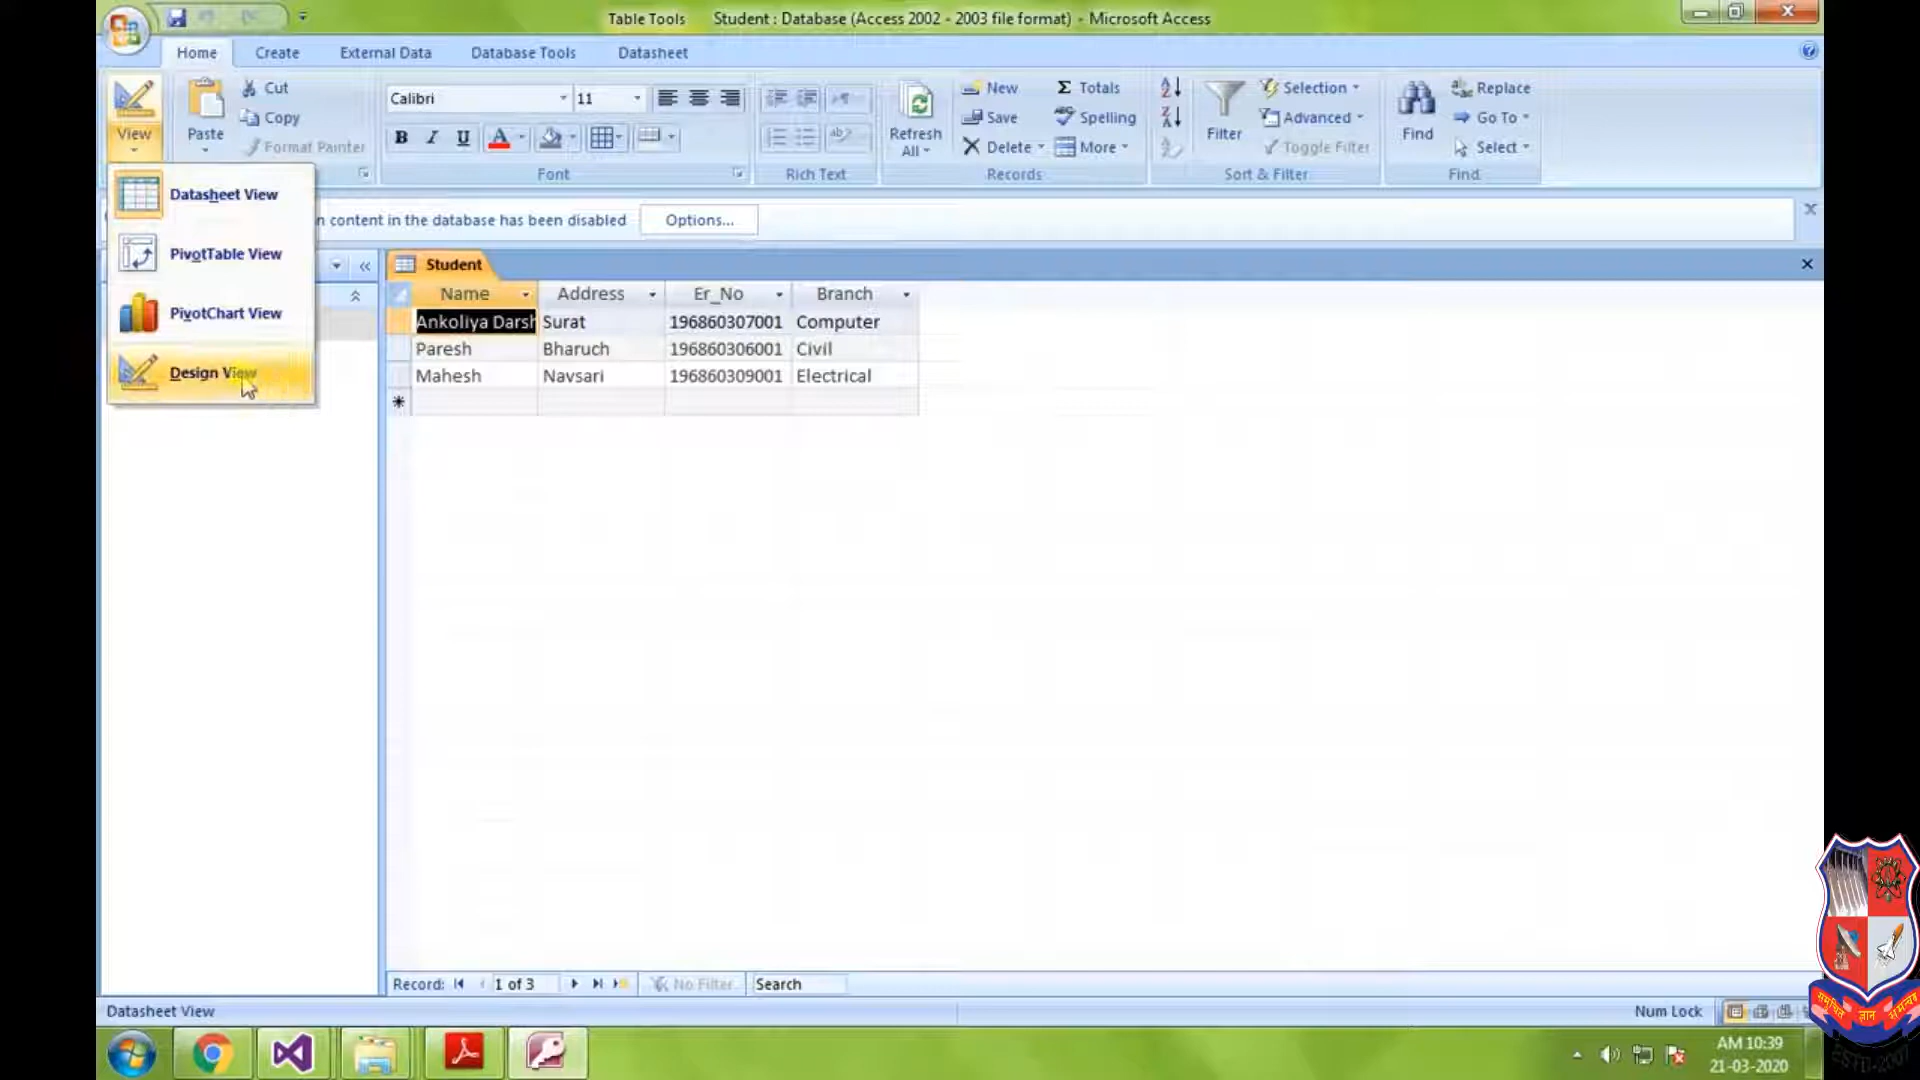 Table Tools Student : Database (Access 2002 - 2003 file format) - Microsoft Access
Home Create External Data Database Tools Datasheet
View
Paste
Cut
Copy
Format Painter
Calibri 11
B I U A
Font
Rich Text
Refresh All
New
Save
Delete
Totals
Spelling
More
Records
Filter
Selection
Advanced
Toggle Filter
Sort & Filter
Find
Replace
Go To
Select
Find
Datasheet View
PivotTable View
PivotChart View
Design View
n content in the database has been disabled Options...
Student
Name Address Er_No Branch
Ankoliya Darsh Surat 196860307001 Computer
Paresh Bharuch 196860306001 Civil
Mahesh Navsari 196860309001 Electrical
Record: 1 of 3 No Filter Search
Datasheet View Num Lock
AM 10:39
21-03-2020
ज्ञान
ESTD-2007